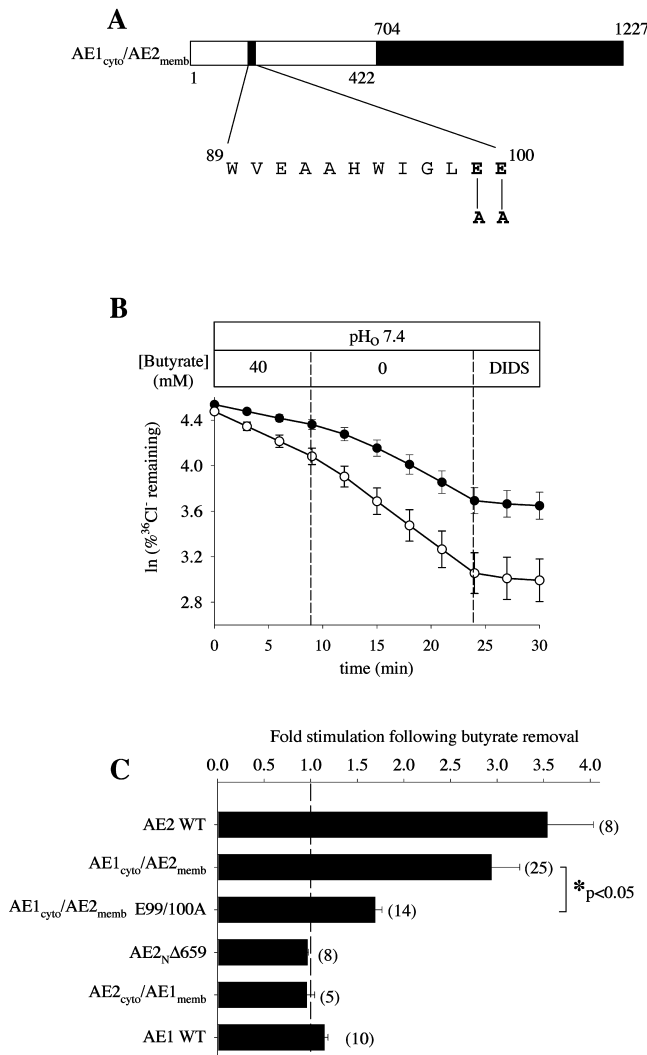 A
704 1227
AE1cyto/AE2memb
1 422
89 100
W V E A A H W I G L E E
A A
B
pHO 7.4
[Butyrate] (mM) 40 0 DIDS
4.4
4.0
3.6
3.2
2.8
ln (%36Cl- remaining)
0 5 10 15 20 25 30
time (min)
C
Fold stimulation following butyrate removal
0.0 0.5 1.0 1.5 2.0 2.5 3.0 3.5 4.0
AE2 WT (8)
AE1cyto/AE2memb (25)
*p<0.05
AE1cyto/AE2memb E99/100A (14)
AE2NΔ659 (8)
AE2cyto/AE1memb (5)
AE1 WT (10)